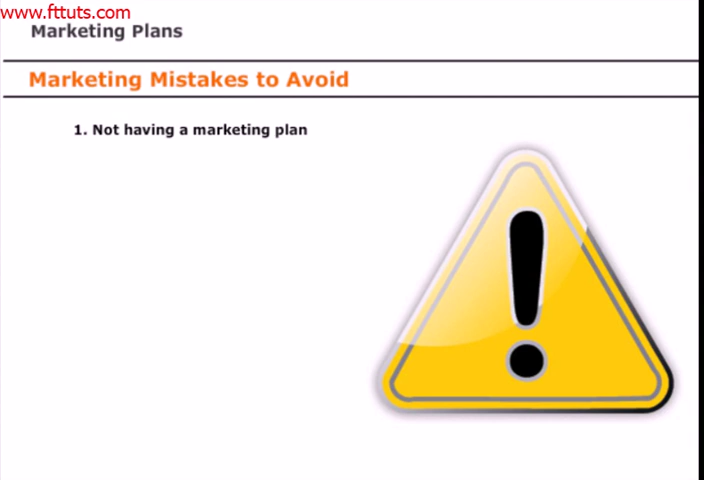 www.fttuts.com
Marketing Plans
Marketing Mistakes to Avoid
1. Not having a marketing plan